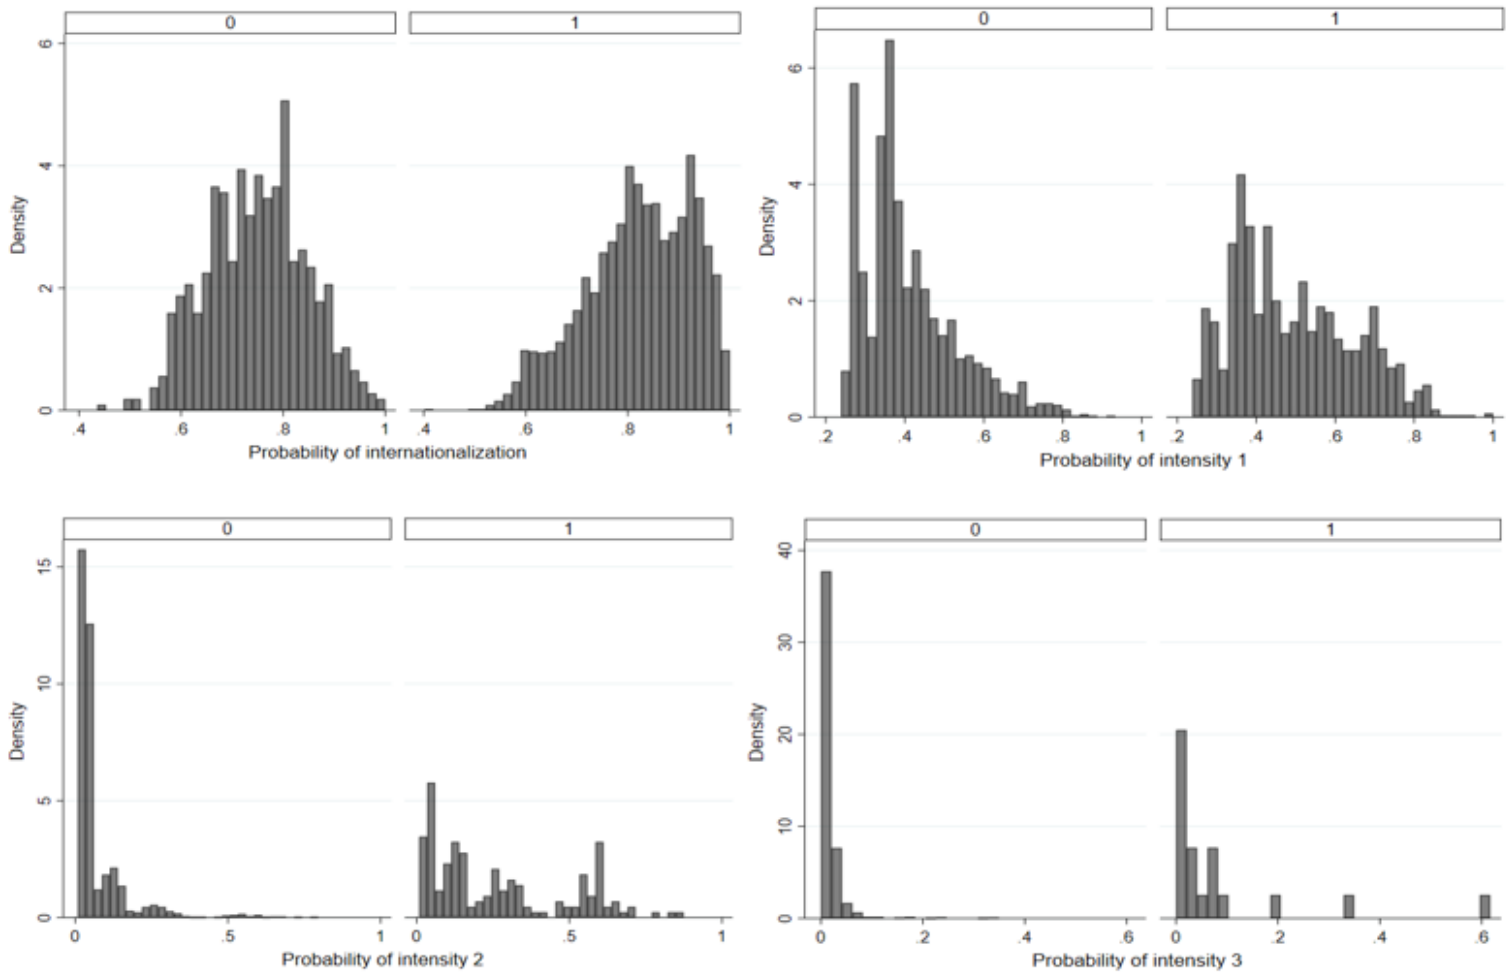 0 1
6
4
2
0
Density
.4 .6 .8 1 .4 .6 .8 1
Probability of internationalization
0 1
6
4
2
0
Density
.2 .4 .6 .8 1 .2 .4 .6 .8 1
Probability of intensity 1
0 1
15
10
5
0
Density
0 .5 1 0 .5 1
Probability of intensity 2
0 1
40
30
20
10
0
Density
0 .2 .4 .6 0 .2 .4 .6
Probability of intensity 3